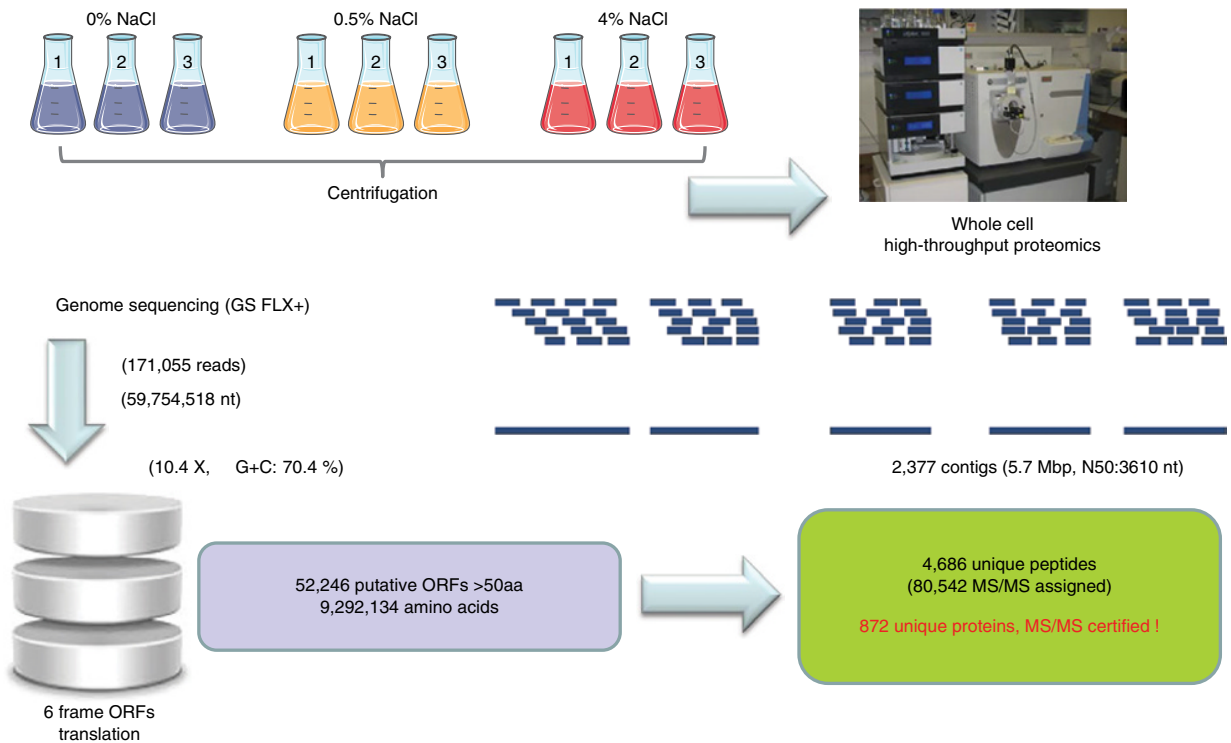 0% NaCl
0.5% NaCl
4% NaCl
1 2 3
1 2 3
1 2 3
Centrifugation
Whole cell
high-throughput proteomics
Genome sequencing (GS FLX+)
(171,055 reads)
(59,754,518 nt)
(10.4 X, G+C: 70.4 %)
2,377 contigs (5.7 Mbp, N50:3610 nt)
52,246 putative ORFs >50aa
9,292,134 amino acids
4,686 unique peptides
(80,542 MS/MS assigned)
872 unique proteins, MS/MS certified !
6 frame ORFs
translation